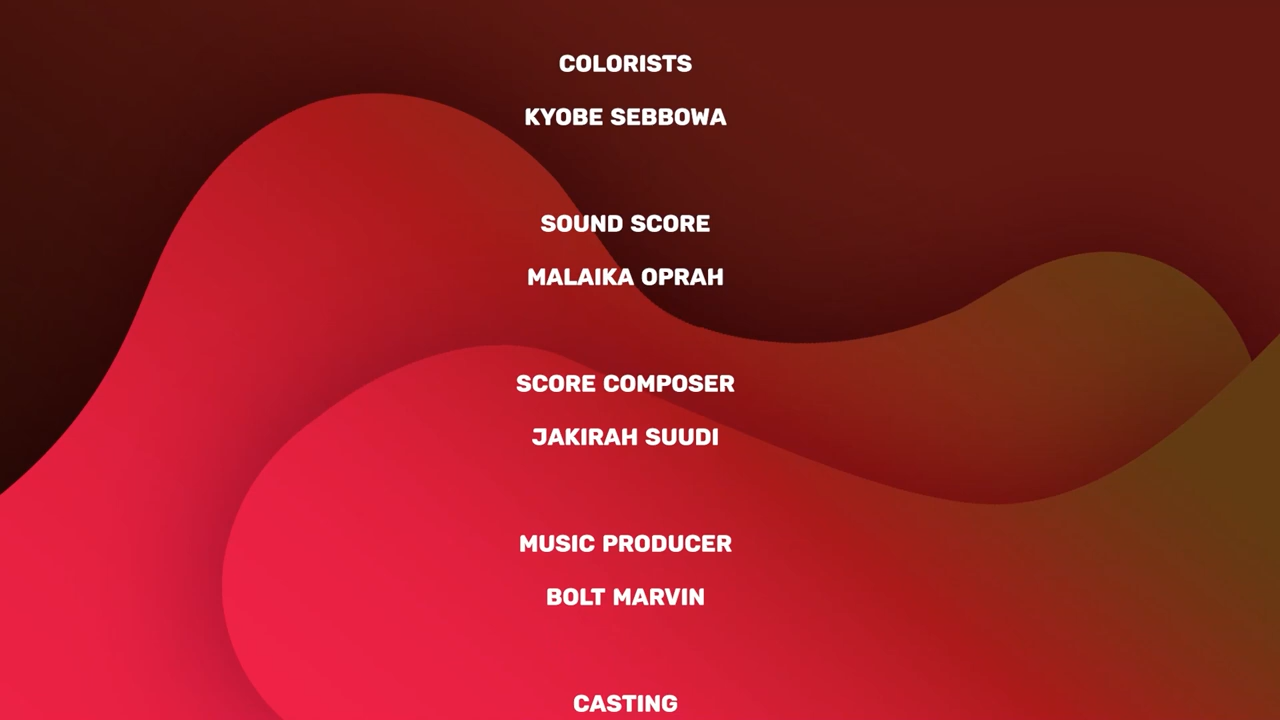 COLORISTS
KYOBE SEBBOWA
SOUND SCORE
MALAIKA OPRAH
SCORE COMPOSER
JAKIRAH SUUDI
MUSIC PRODUCER
BOLT MARVIN
CASTING